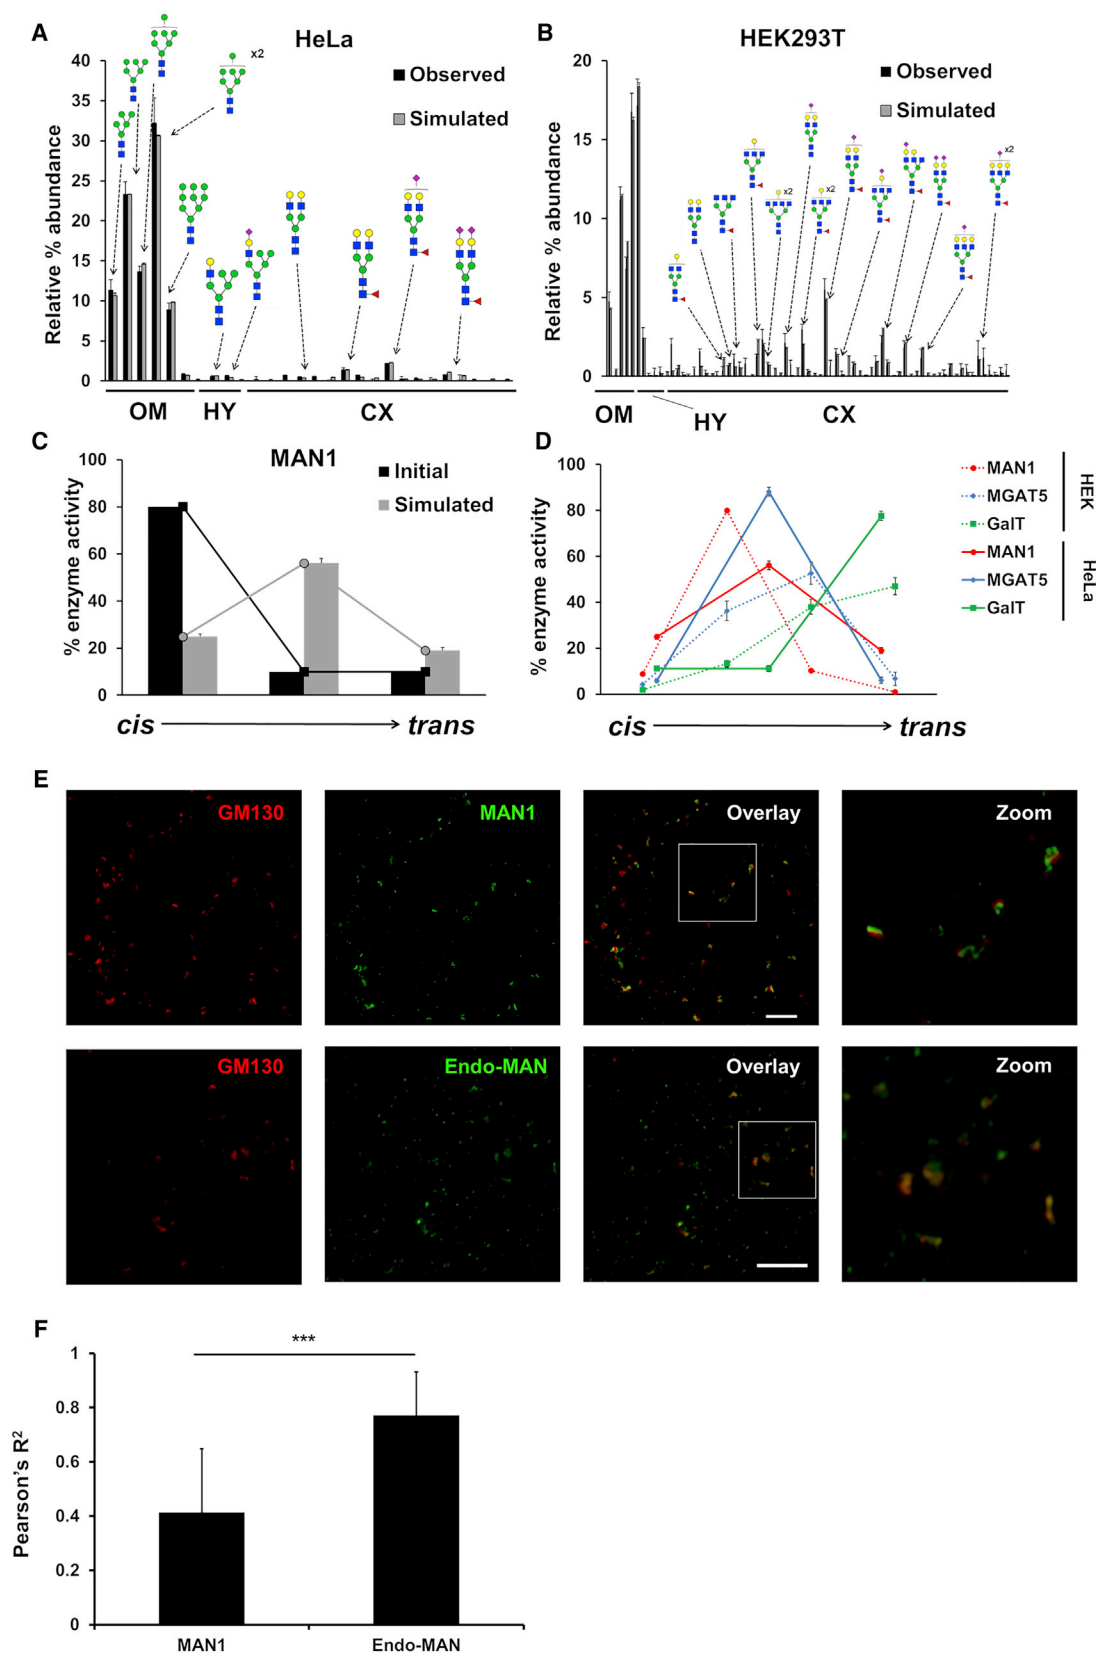 A
HeLa
Relative % abundance
40
35
30
25
20
15
10
5
0
x2
Observed
Simulated
OM
HY
CX
B
HEK293T
Relative % abundance
20
15
10
5
0
Observed
Simulated
x2
x2
x2
OM
HY
CX
C
MAN1
% enzyme activity
100
80
60
40
20
0
Initial
Simulated
cis
trans
D
% enzyme activity
100
80
60
40
20
0
cis
trans
MAN1
MGAT5
GalT
HEK
MAN1
MGAT5
GalT
HeLa
E
GM130
MAN1
Overlay
Zoom
GM130
Endo-MAN
Overlay
Zoom
F
Pearson's R²
1
0.8
0.6
0.4
0.2
0
***
MAN1
Endo-MAN